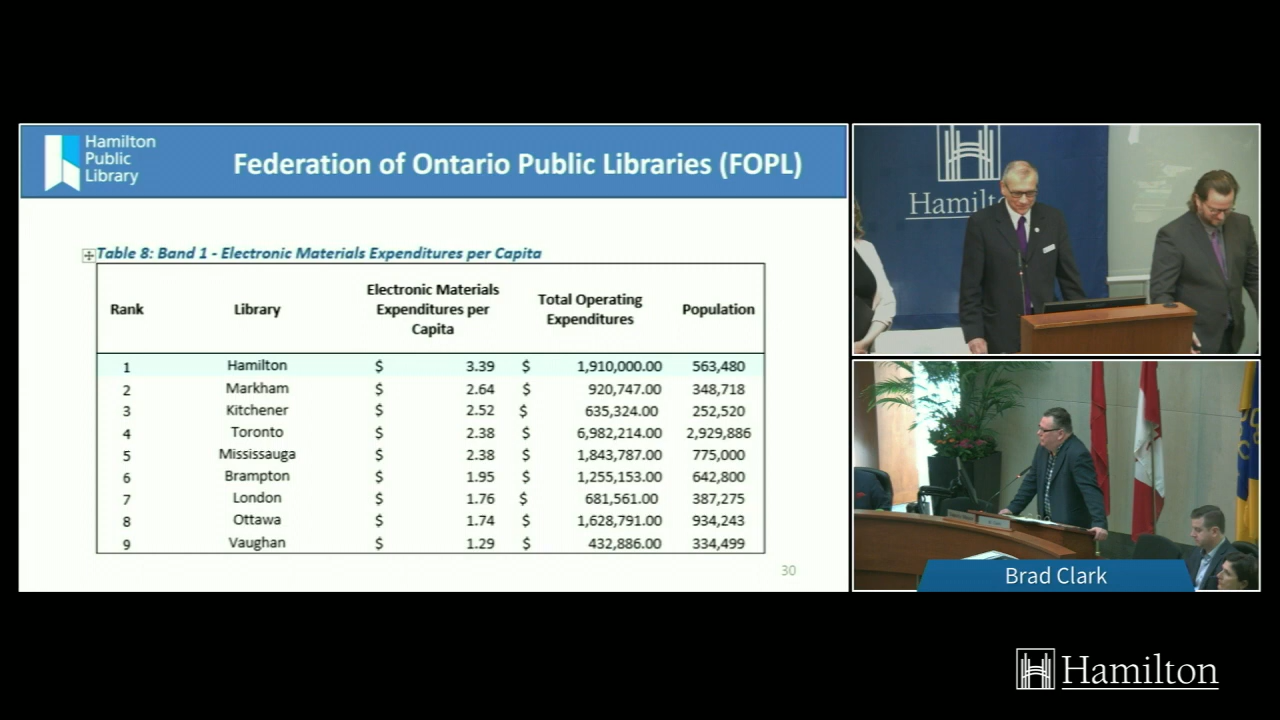 Hamilton
Public
Library
Federation of Ontario Public Libraries (FOPL)
Table 8: Band 1 - Electronic Materials Expenditures per Capita
Rank Library Electronic Materials Expenditures per Capita Total Operating Expenditures Population
1 Hamilton $ 3.39 $ 1,910,000.00 563,480
2 Markham $ 2.64 $ 920,747.00 348,718
3 Kitchener $ 2.52 $ 635,324.00 252,520
4 Toronto $ 2.38 $ 6,982,214.00 2,929,886
5 Mississauga $ 2.38 $ 1,843,787.00 775,000
6 Brampton $ 1.95 $ 1,255,153.00 642,800
7 London $ 1.76 $ 681,561.00 387,275
8 Ottawa $ 1.74 $ 1,628,791.00 934,243
9 Vaughan $ 1.29 $ 432,886.00 334,499
30
Hamilt
Brad Clark
Hamilton